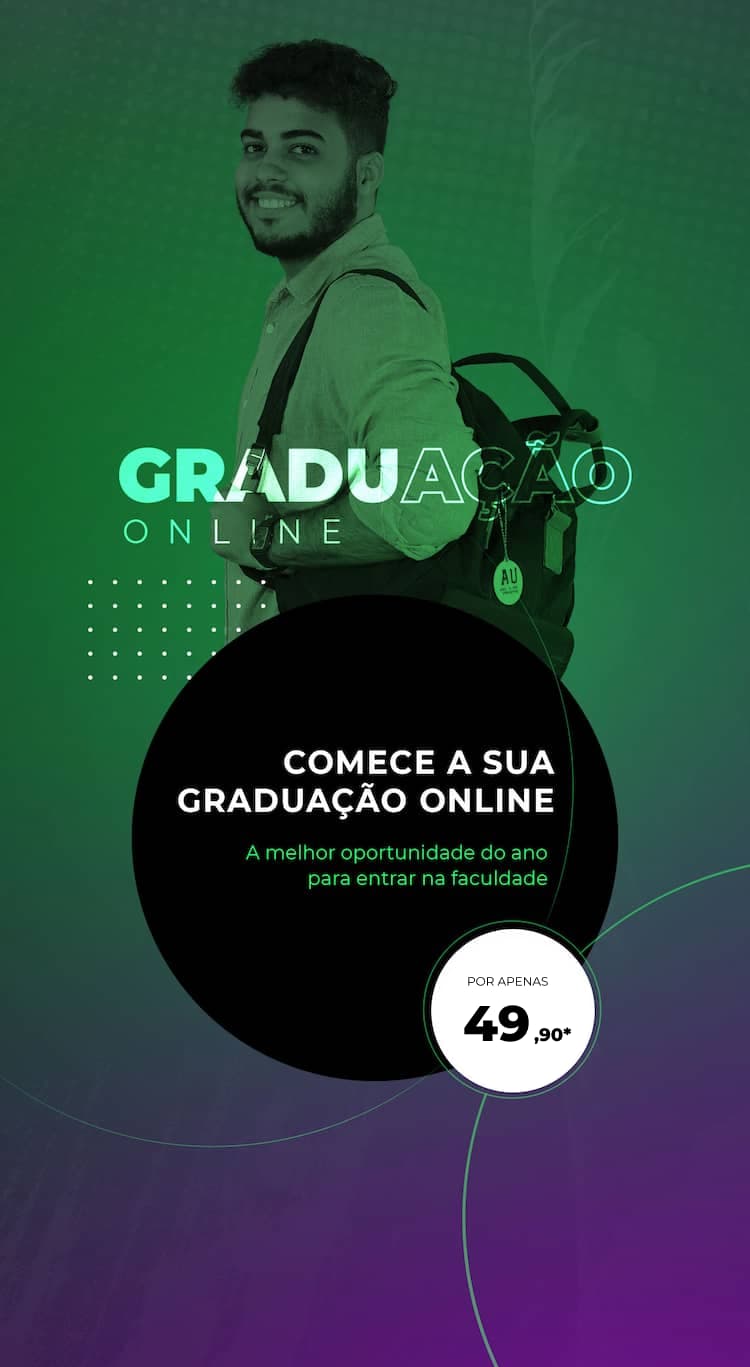 GRADUAÇÃO
ONLINE
AU
COMECE A SUA
GRADUAÇÃO ONLINE
A melhor oportunidade do ano
para entrar na faculdade
POR APENAS
49,90*